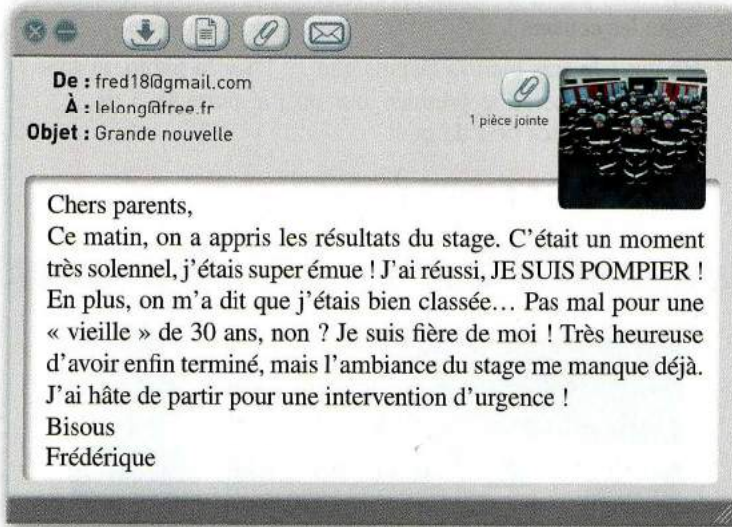 De : fred18@gmail.com
À : lelong@free.fr
1 pièce jointe
Objet : Grande nouvelle
Chers parents,
Ce matin, on a appris les résultats du stage. C'était un moment
très solennel, j'étais super émue ! J'ai réussi, JE SUIS POMPIER !
En plus, on m'a dit que j'étais bien classée... Pas mal pour une
« vieille » de 30 ans, non ? Je suis fière de moi ! Très heureuse
d'avoir enfin terminé, mais l'ambiance du stage me manque déjà.
J'ai hâte de partir pour une intervention d'urgence !
Bisous
Frédérique